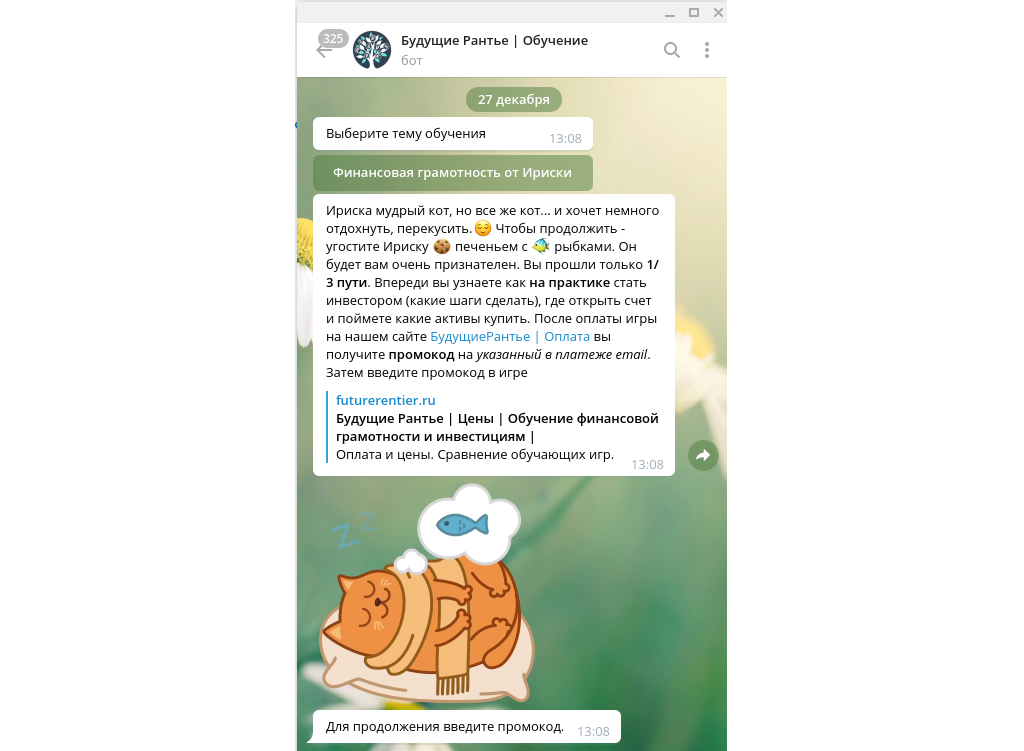 325
Будущие Рантье | Обучение
бот
27 декабря
Выберите тему обучения
13:08
Финансовая грамотность от Ириски
Ириска мудрый кот, но все же кот... и хочет немного
отдохнуть, перекусить.😌 Чтобы продолжить -
угостите Ириску 🍪 печеньем с 🐠 рыбками. Он
будет вам очень признателен. Вы прошли только 1/
3 пути. Впереди вы узнаете как на практике стать
инвестором (какие шаги сделать), где открыть счет
и поймете какие активы купить. После оплаты игры
на нашем сайте БудущиеРантье | Оплата вы
получите промокод на указанный в платеже email.
Затем введите промокод в игре
futurerentier.ru
Будущие Рантье | Цены | Обучение финансовой
грамотности и инвестициям |
Оплата и цены. Сравнение обучающих игр.
13:08
z z
Для продолжения введите промокод.
13:08